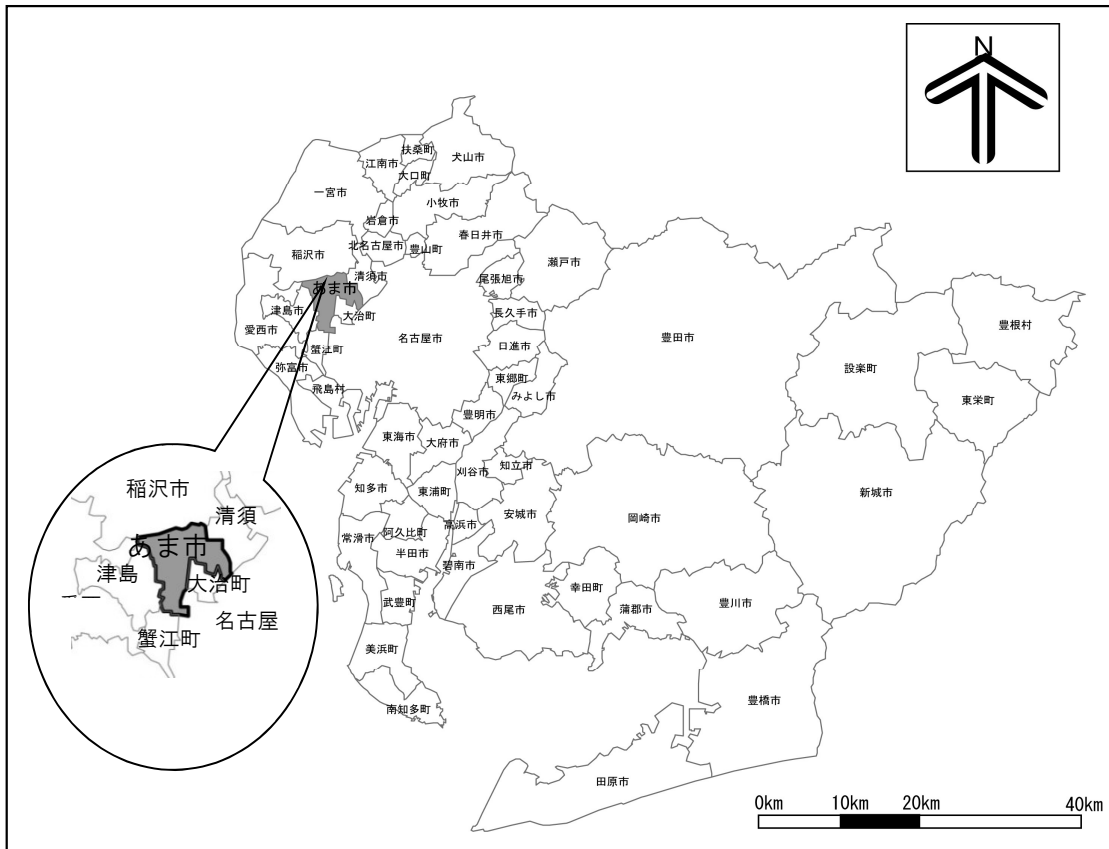 N
扶桑町
江南市
犬山市
大口町
一宮市
小牧市
岩倉市
春日井市
北名古屋市
豊山町
稲沢市
瀬戸市
清須市
尾張旭市
あま市
津島市
大治町
長久手市
豊根村
愛西市
名古屋市
豊田市
日進市
蟹江町
設楽町
弥富市
東郷町
飛島村
みよし市
東栄町
豊明市
東海市
大府市
刈谷市
知立市
知多市
東浦町
新城市
安城市
岡崎市
高浜市
阿久比町
常滑市
半田市
碧南市
幸田町
武豊町
蒲郡市
豊川市
西尾市
美浜町
豊橋市
南知多町
田原市
稲沢市
清須
あま市
津島
大治町
名古屋
蟹江町
0km
10km
20km
40km